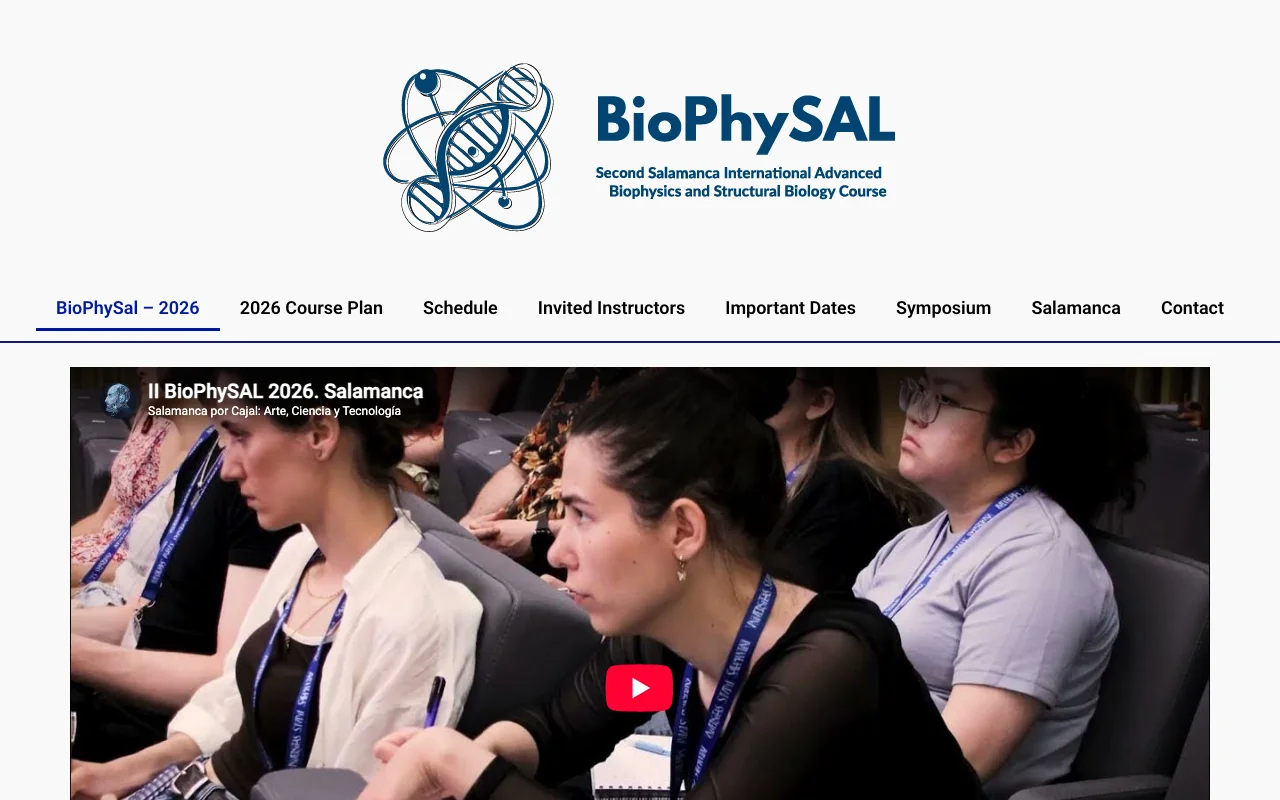 BioPhySAL
Second Salamanca International Advanced
Biophysics and Structural Biology Course
BioPhySal – 2026
2026 Course Plan
Schedule
Invited Instructors
Important Dates
Symposium
Salamanca
Contact
II BioPhySAL 2026. Salamanca
Salamanca por Cajal: Arte, Ciencia y Tecnología